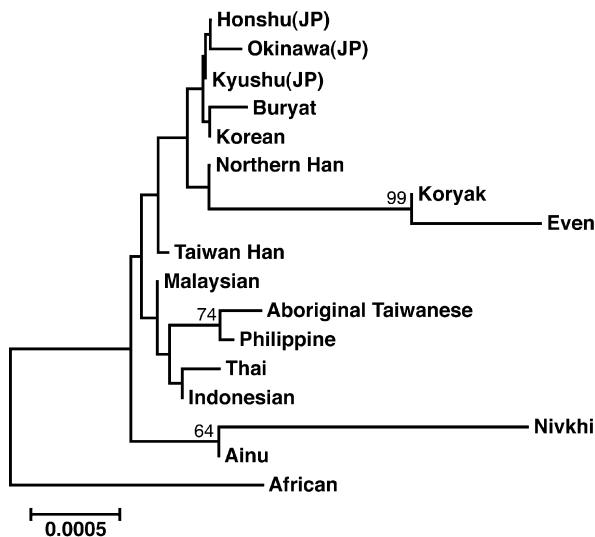 Honshu(JP)
Okinawa(JP)
Kyushu(JP)
Buryat
Korean
Northern Han
99
Koryak
Even
Taiwan Han
Malaysian
74
Aboriginal Taiwanese
Philippine
Thai
Indonesian
64
Nivkhi
Ainu
African
0.0005